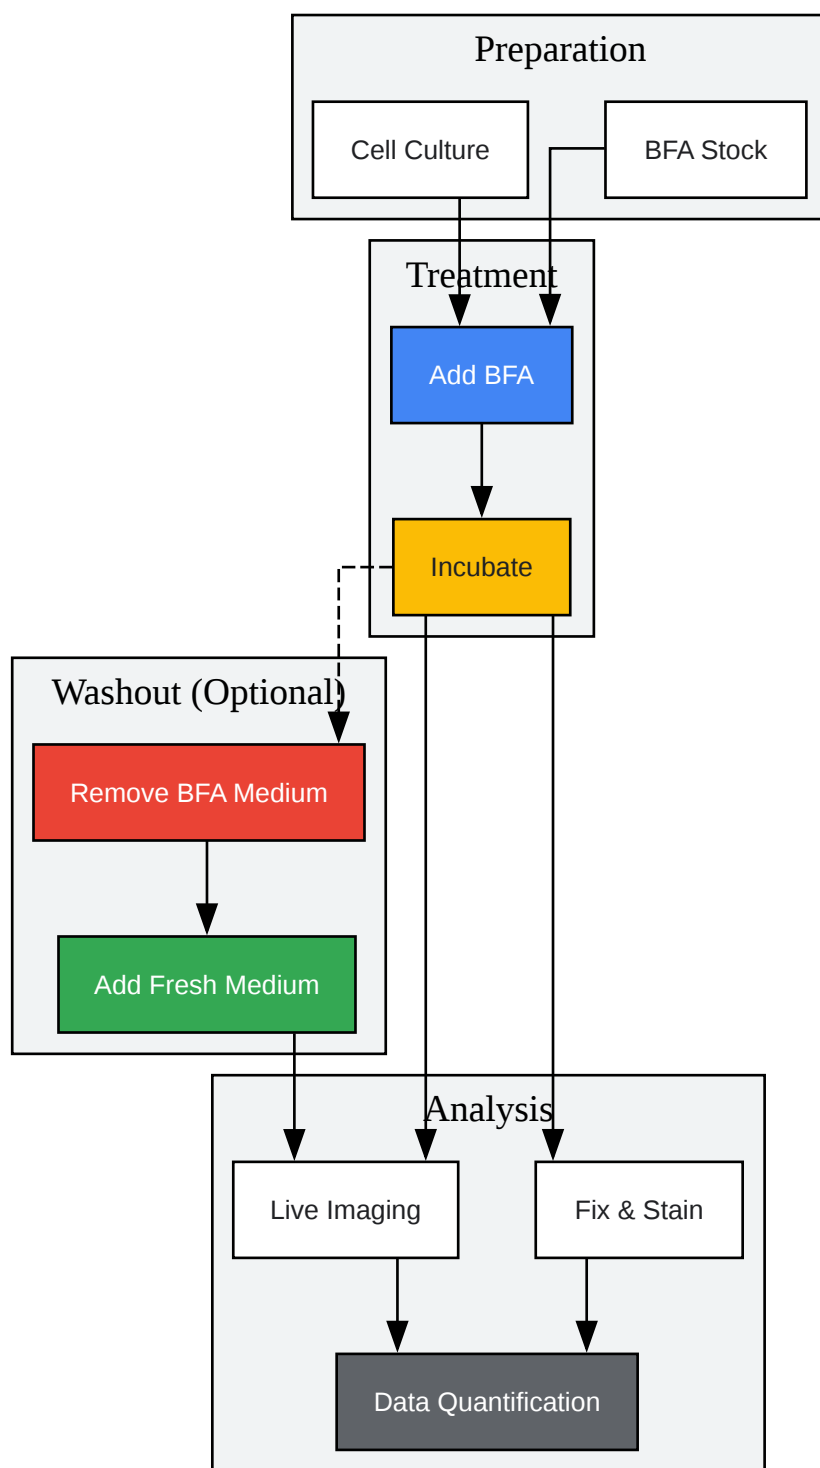 Preparation
Cell Culture
BFA Stock
Treatment
Add BFA
Incubate
Washout (Optional)
Remove BFA Medium
Add Fresh Medium
Analysis
Live Imaging
Fix & Stain
Data Quantification